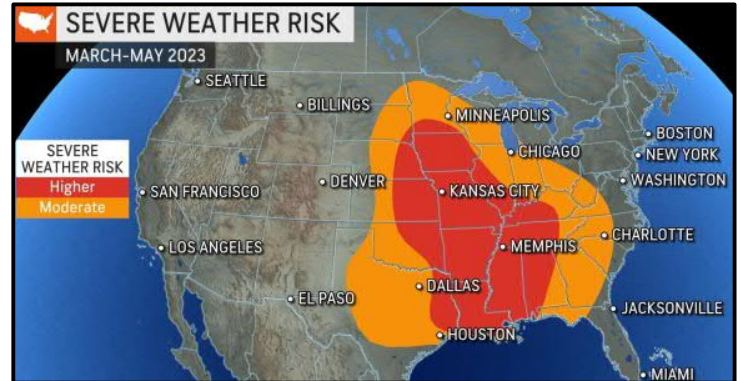 SEVERE WEATHER RISK
MARCH-MAY 2023
SEATTLE
BILLINGS
MINNEAPOLIS
BOSTON
CHICAGO
NEW YORK
SEVERE
WEATHER RISK
Higher
Moderate
DENVER
WASHINGTON
SAN FRANCISCO
KANSAS CITY
CHARLOTTE
LOS ANGELES
MEMPHIS
DALLAS
EL PASO
JACKSONVILLE
HOUSTON
MIAMI